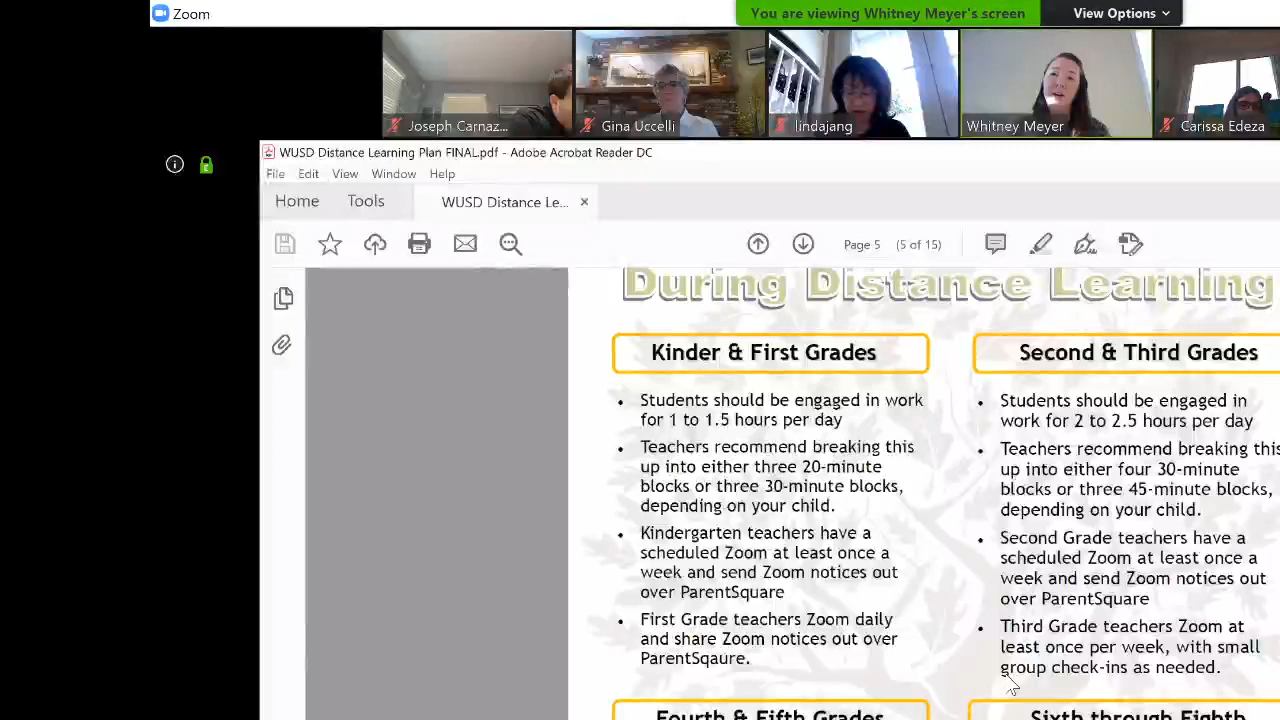 Zoom
You are viewing Whitney Meyer's screen
View Options
Joseph Carnaz...
Gina Uccelli
lindajang
Whitney Meyer
Carissa Edeza
WUSD Distance Learning Plan FINAL.pdf - Adobe Acrobat Reader DC
File Edit View Window Help
Home Tools WUSD Distance Le... ×
Page 5 (5 of 15)
During Distance Learning
Kinder & First Grades
• Students should be engaged in work
for 1 to 1.5 hours per day
• Teachers recommend breaking this
up into either three 20-minute
blocks or three 30-minute blocks,
depending on your child.
• Kindergarten teachers have a
scheduled Zoom at least once a
week and send Zoom notices out
over ParentSquare
• First Grade teachers Zoom daily
and share Zoom notices out over
ParentSqaure.
Second & Third Grades
• Students should be engaged in
work for 2 to 2.5 hours per day
• Teachers recommend breaking this
up into either four 30-minute
blocks or three 45-minute blocks,
depending on your child.
• Second Grade teachers have a
scheduled Zoom at least once a
week and send Zoom notices out
over ParentSquare
• Third Grade teachers Zoom at
least once per week, with small
group check-ins as needed.
Fourth & Fifth Grades
Sixth through Eighth